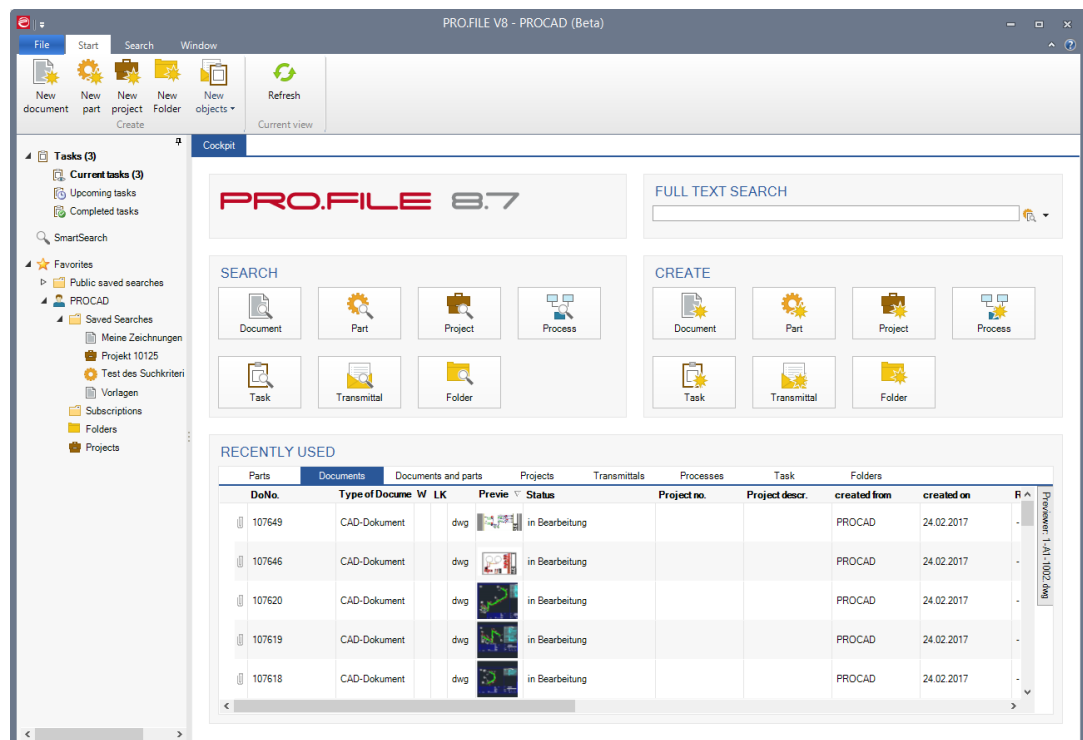 PRO.FILE V8 - PROCAD (Beta)
File Start Search Window
New document New part New project New Folder New objects Refresh
Create Current view
Cockpit
Tasks (3)
Current tasks (3)
Upcoming tasks
Completed tasks
SmartSearch
Favorites
Public saved searches
PROCAD
Saved Searches
Meine Zeichnungen
Projekt 10125
Test des Suchkriteri
Vorlagen
Subscriptions
Folders
Projects
PRO.FILE 8.7
FULL TEXT SEARCH
SEARCH
Document Part Project Process
Task Transmittal Folder
CREATE
Document Part Project Process
Task Transmittal Folder
RECENTLY USED
Parts Documents Documents and parts Projects Transmittals Processes Task Folders
DoNo. Type of Docume W LK Previe Status Project no. Project descr. created from created on R
107649 CAD-Dokument dwg in Bearbeitung PROCAD 24.02.2017 -
107646 CAD-Dokument dwg in Bearbeitung PROCAD 24.02.2017 -
107620 CAD-Dokument dwg in Bearbeitung PROCAD 24.02.2017 -
107619 CAD-Dokument dwg in Bearbeitung PROCAD 24.02.2017 -
107618 CAD-Dokument dwg in Bearbeitung PROCAD 24.02.2017 -
Previewer: 1-A1-1002.dwg